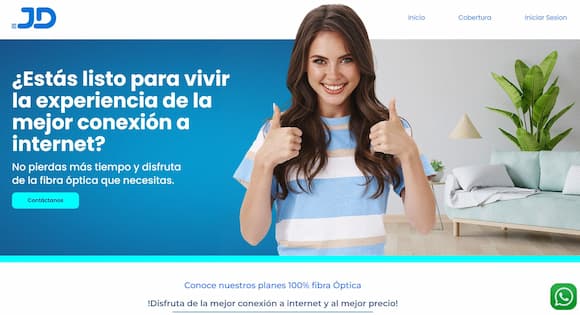 JD
Inicio Cobertura Iniciar Sesion
¿Estás listo para vivir
la experiencia de la
mejor conexión a
internet?
No pierdas más tiempo y disfruta
de la fibra óptica que necesitas.
Contáctanos
Conoce nuestros planes 100% fibra Óptica
!Disfruta de la mejor conexión a internet y al mejor precio!